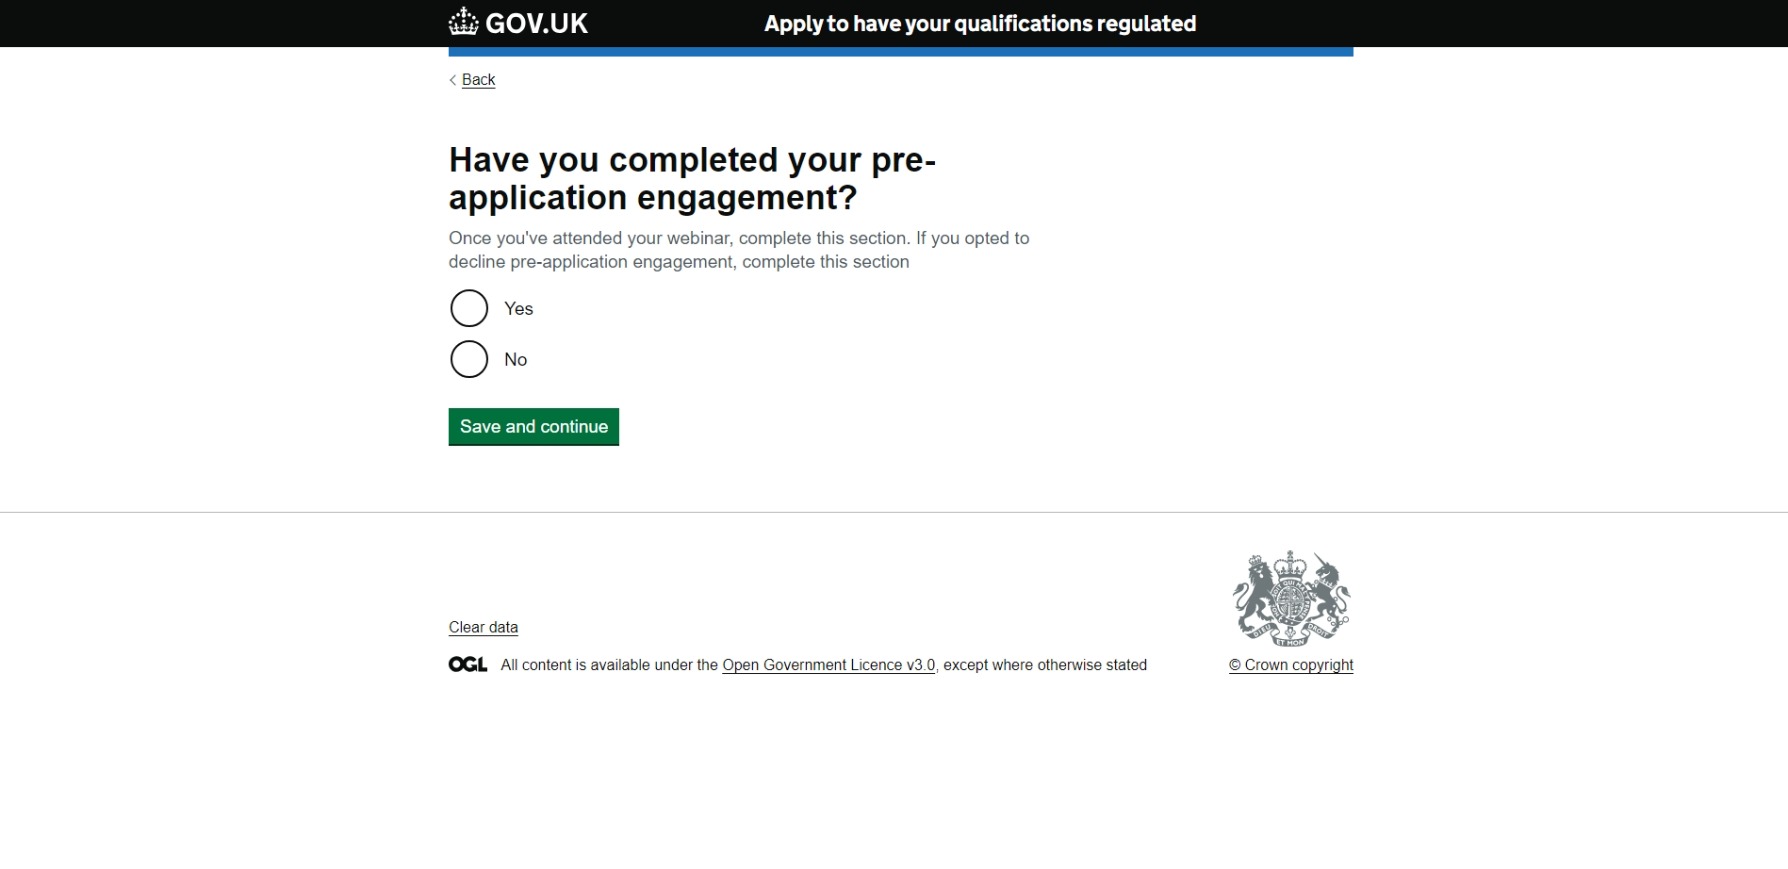 GOV.UK
Apply to have your qualifications regulated
Back
Have you completed your pre-
application engagement?
Once you've attended your webinar, complete this section. If you opted to
decline pre-application engagement, complete this section
Yes
No
Save and continue
Clear data
OGL All content is available under the Open Government Licence v3.0, except where otherwise stated
© Crown copyright